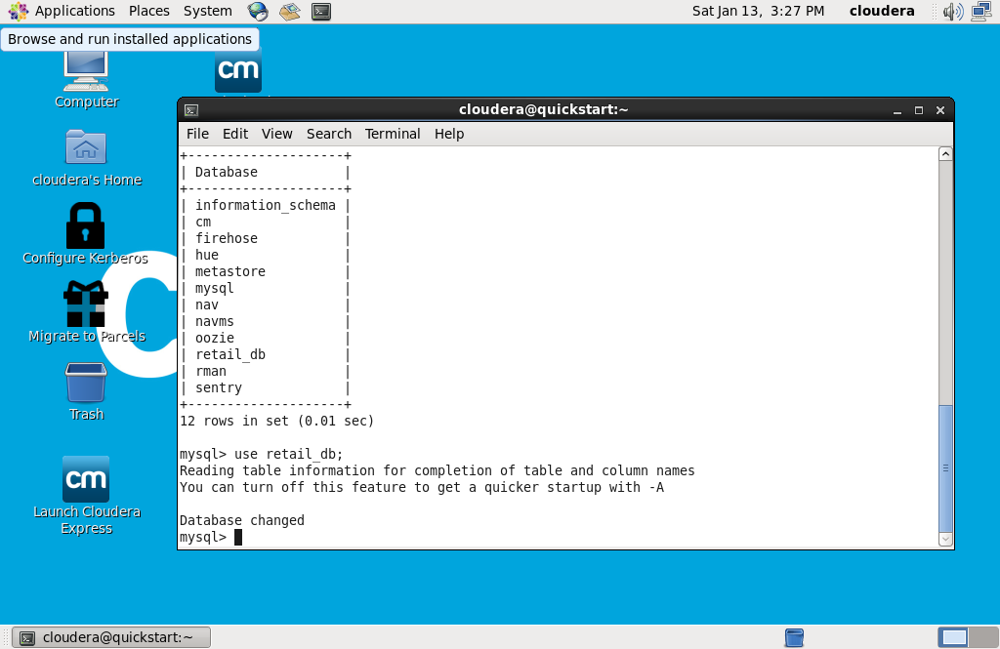 Applications Places System
Sat Jan 13, 3:27 PM cloudera
Browse and run installed applications
Computer
cm
cloudera's Home
Configure Kerberos
Migrate to Parcels
Trash
cm
Launch Cloudera
Express
cloudera@quickstart:~
File Edit View Search Terminal Help
+--------------------+
| Database           |
+--------------------+
| information_schema |
| cm                 |
| firehose           |
| hue                |
| metastore          |
| mysql              |
| nav                |
| navms              |
| oozie              |
| retail_db          |
| rman               |
| sentry             |
+--------------------+
12 rows in set (0.01 sec)
mysql> use retail_db;
Reading table information for completion of table and column names
You can turn off this feature to get a quicker startup with -A
Database changed
mysql>
cloudera@quickstart:~